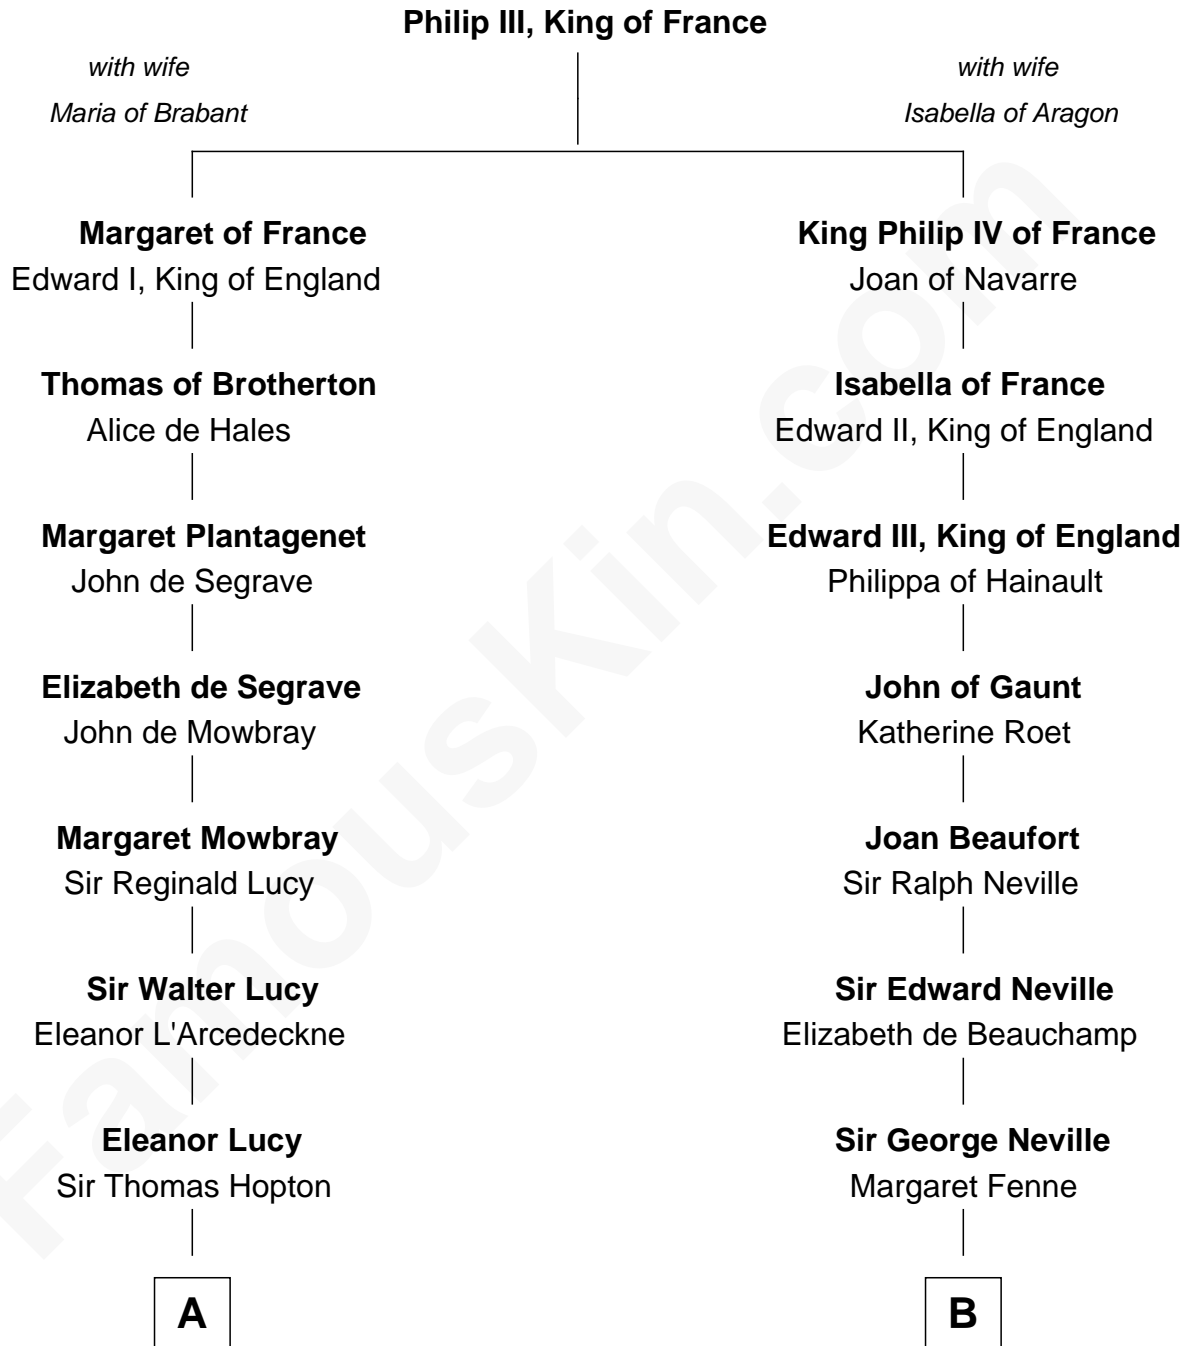 Philip III, King of France
with wife
Maria of Brabant
with wife
Isabella of Aragon
Margaret of France
Edward I, King of England
King Philip IV of France
Joan of Navarre
Thomas of Brotherton
Alice de Hales
Isabella of France
Edward II, King of England
Margaret Plantagenet
John de Segrave
Edward III, King of England
Philippa of Hainault
Elizabeth de Segrave
John de Mowbray
John of Gaunt
Katherine Roet
Margaret Mowbray
Sir Reginald Lucy
Joan Beaufort
Sir Ralph Neville
Sir Walter Lucy
Eleanor L'Arcedeckne
Sir Edward Neville
Elizabeth de Beauchamp
Eleanor Lucy
Sir Thomas Hopton
Sir George Neville
Margaret Fenne
A
B
FamousKin.com